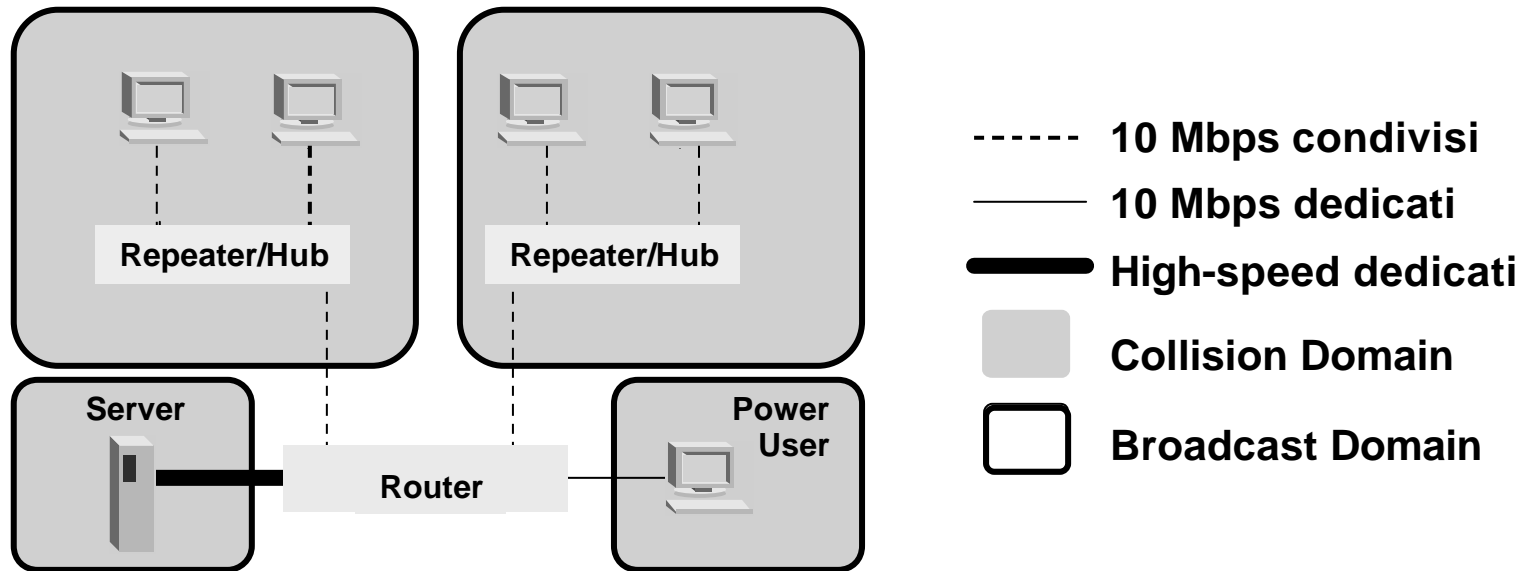 Repeater/Hub
Repeater/Hub
Server
Power
User
Router
10 Mbps condivisi
10 Mbps dedicati
High-speed dedicati
Collision Domain
Broadcast Domain